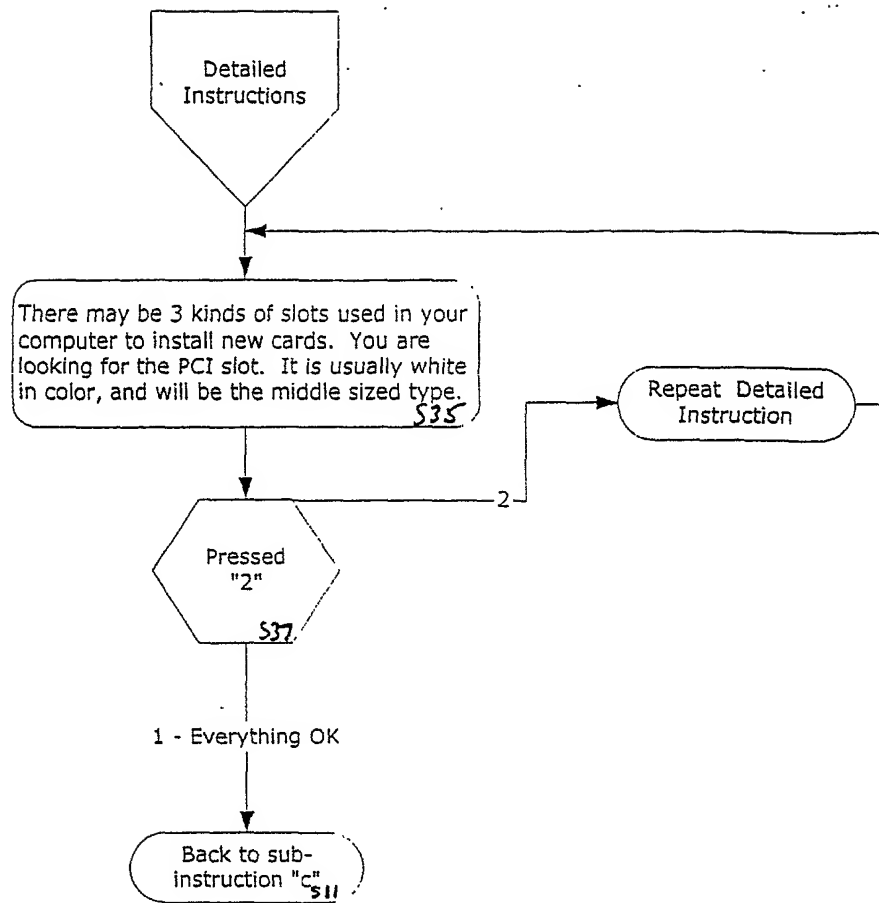 Detailed
Instructions
There may be 3 kinds of slots used in your
computer to install new cards. You are
looking for the PCI slot. It is usually white
in color, and will be the middle sized type.
S35
Repeat Detailed
Instruction
2
Pressed
"2"
S37
1 - Everything OK
Back to sub-
instruction "c"
S11